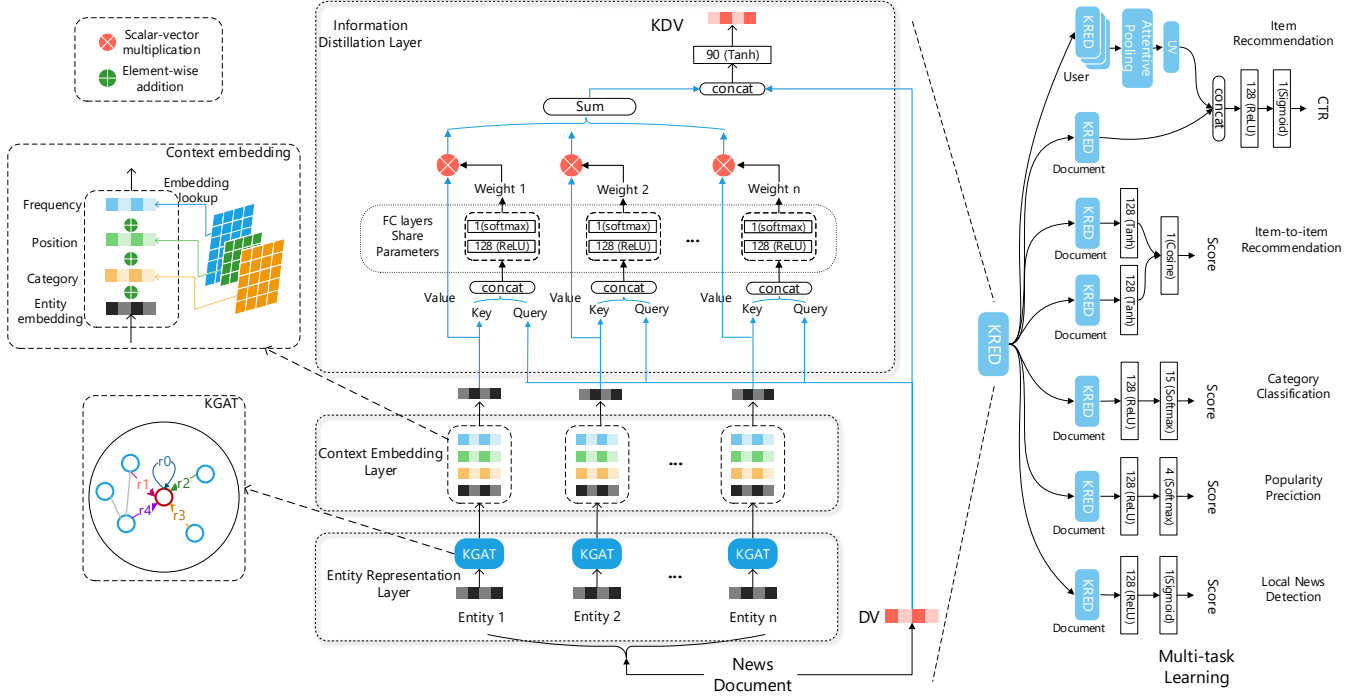 Scalar-vector
multiplication
Element-wise
addition
Context embedding
Embedding
lookup
Frequency
Position
Category
Entity
embedding
KGAT
r0
r1
r2
r4
r3
Information
Distillation Layer
KDV
90 (Tanh)
concat
Sum
Weight 1
Weight 2
Weight n
FC layers
Share
Parameters
1(softmax)
128 (ReLU)
1(softmax)
128 (ReLU)
...
1(softmax)
128 (ReLU)
concat
concat
concat
Value
Key
Query
Value
Key
Query
Value
Key
Query
Context Embedding
Layer
...
Entity Representation
Layer
KGAT
KGAT
KGAT
...
Entity 1
Entity 2
Entity n
DV
News
Document
KRED
KRED
User
Attentive
Pooling
UV
Item
Recommendation
concat
128 (ReLU)
1(Sigmoid)
CTR
KRED
Document
KRED
Document
128 (Tanh)
KRED
Document
128 (Tanh)
1(Cosine)
Score
Item-to-item
Recommendation
KRED
Document
128 (ReLU)
15 (Softmax)
Score
Category
Classification
KRED
Document
128 (ReLU)
4 (Softmax)
Score
Popularity
Preciction
KRED
Document
128 (ReLU)
1(Sigmoid)
Score
Local News
Detection
Multi-task
Learning